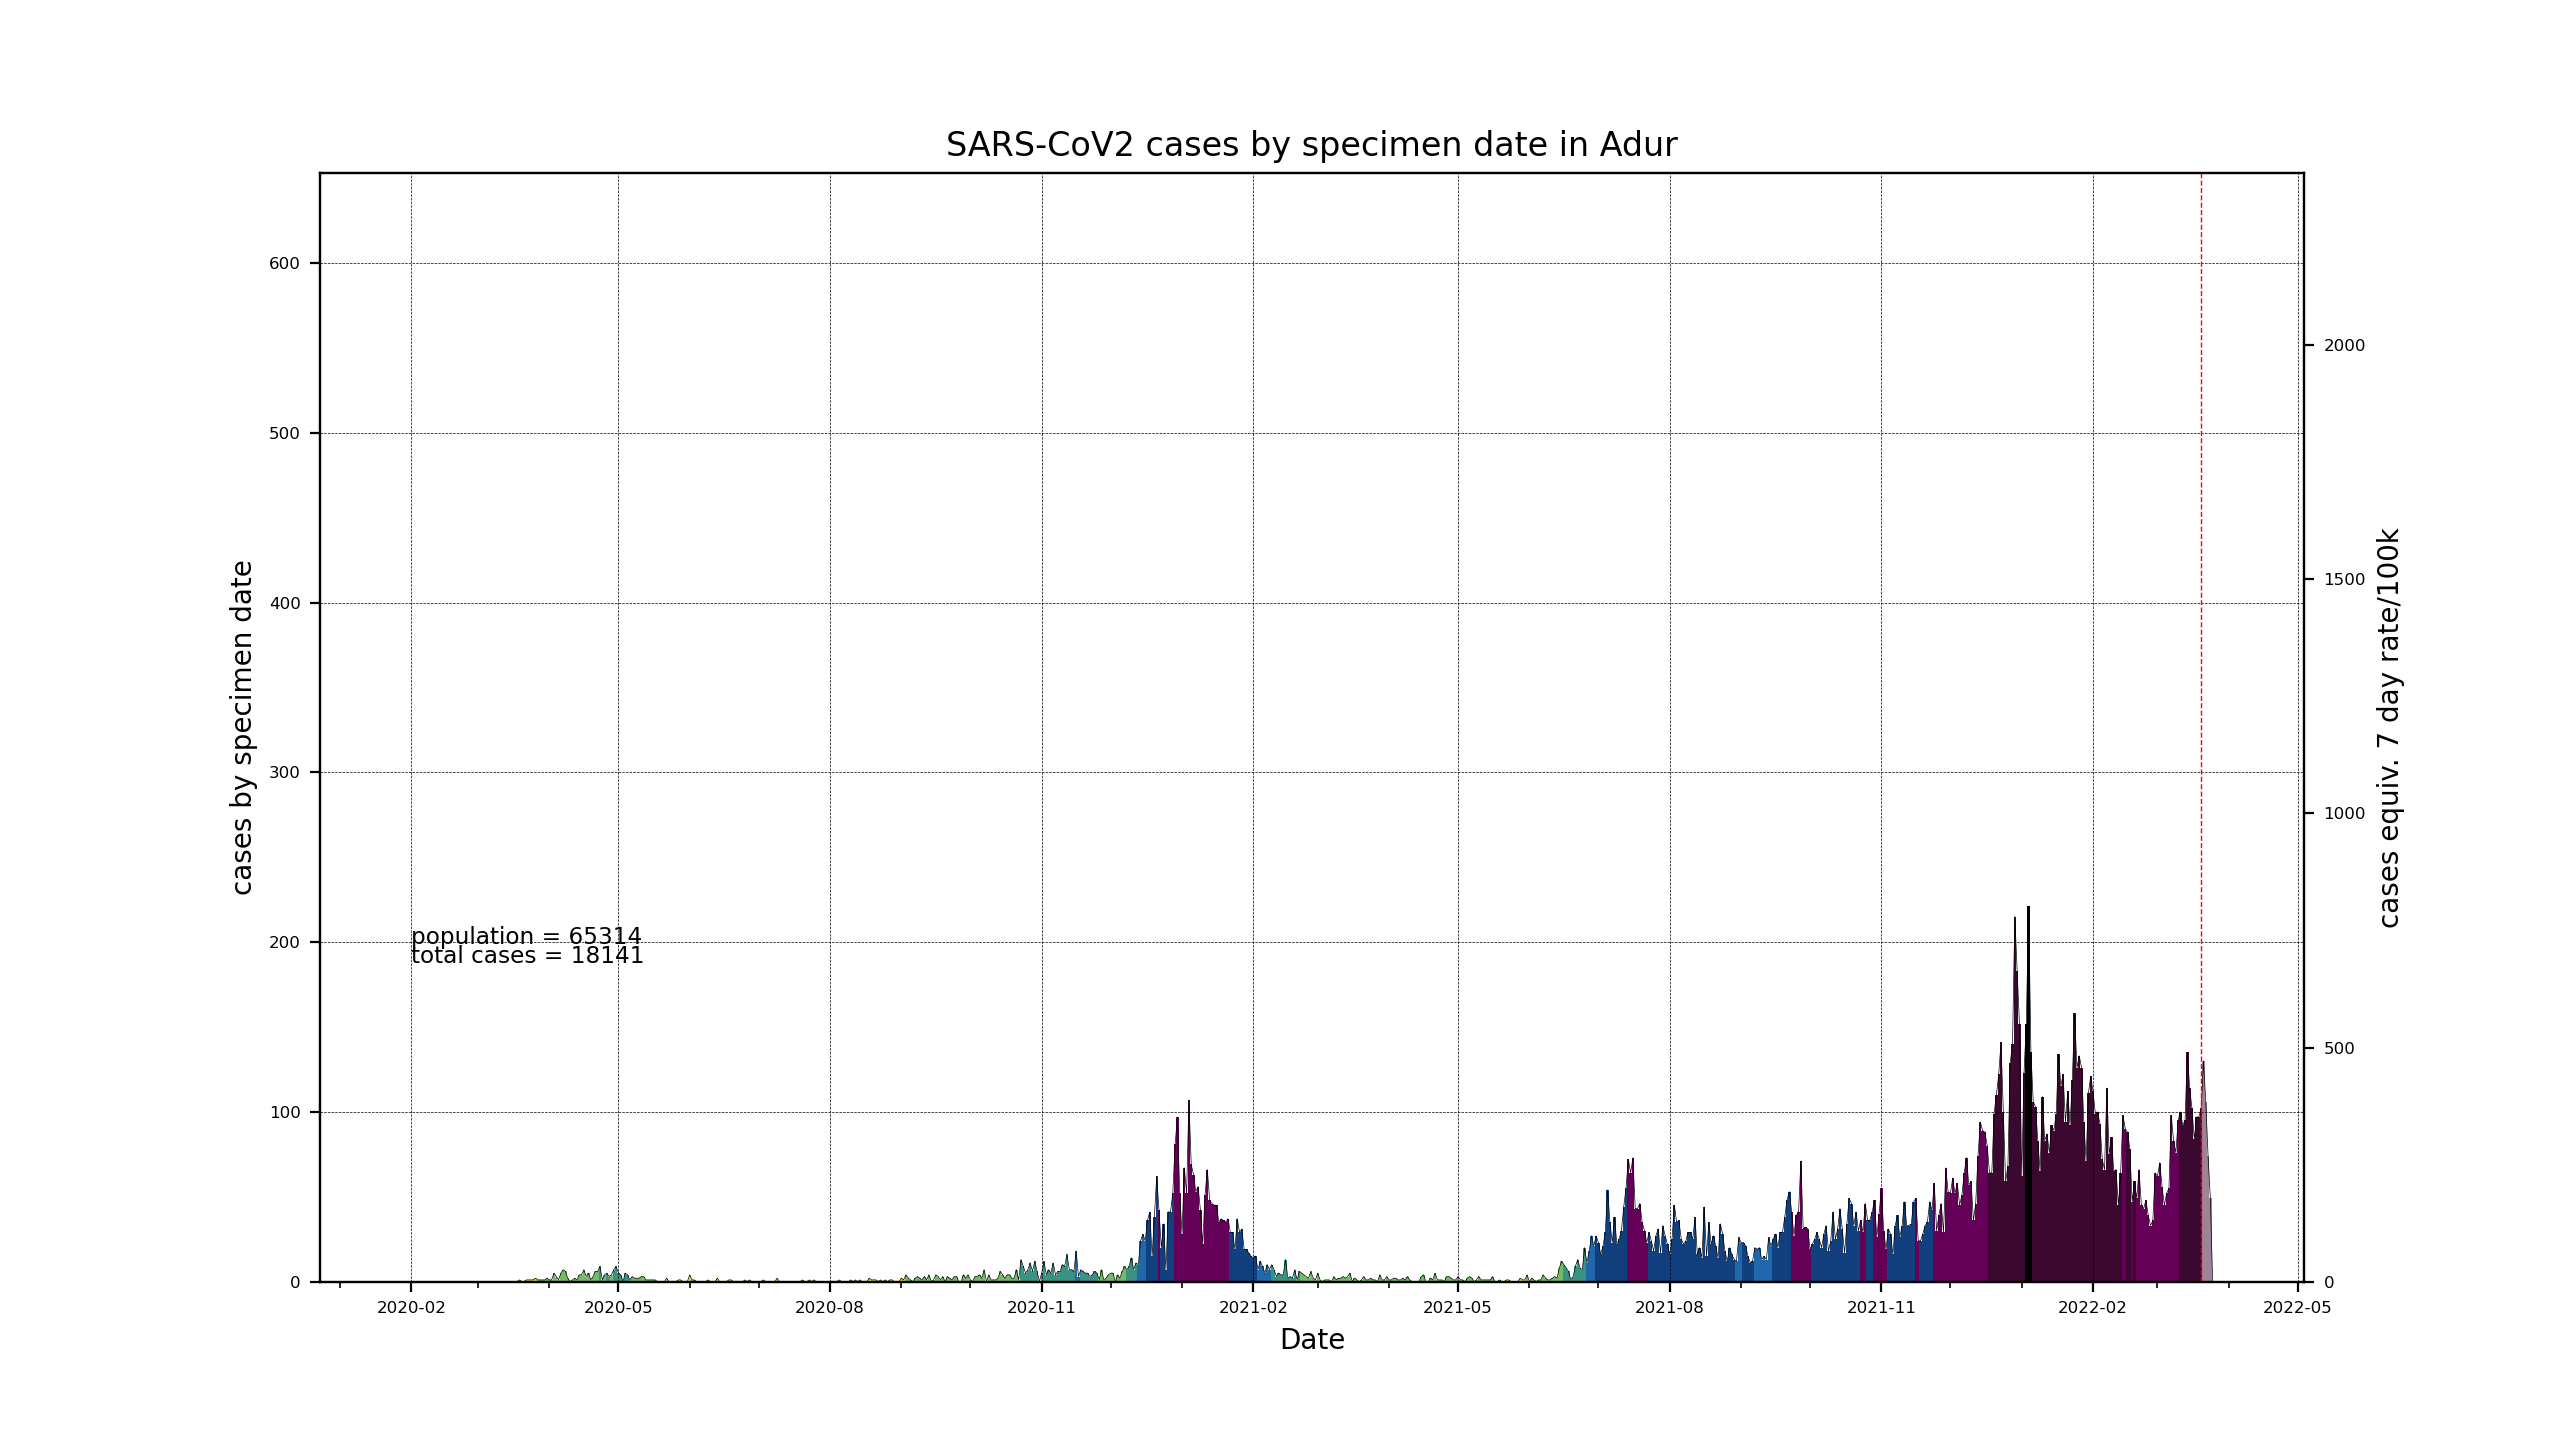 SARS-CoV2 cases by specimen date in Adur
cases by specimen date
600
500
400
300
200
100
0
population = 65314
total cases = 18141
2000
1500
1000
500
0
cases equiv. 7 day rate/100k
2020-02 2020-05 2020-08 2020-11 2021-02 2021-05 2021-08 2021-11 2022-02 2022-05
Date